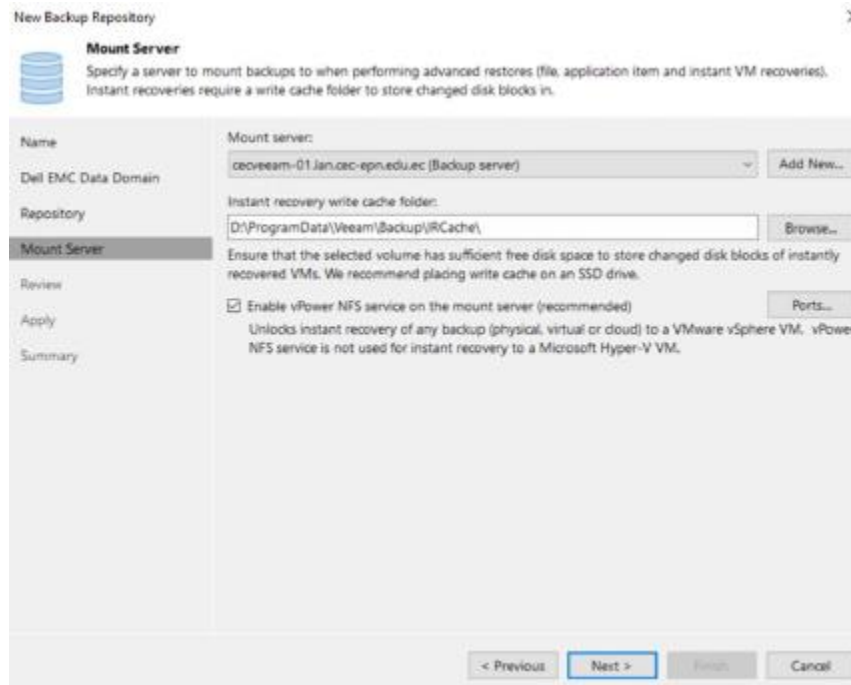 New Backup Repository
Mount Server
Specify a server to mount backups to when performing advanced restores (file, application item and instant VM recoveries).
Instant recoveries require a write cache folder to store changed disk blocks in.
Name
Dell EMC Data Domain
Repository
Mount Server
Review
Apply
Summary
Mount server:
cecveeam-01.lan.cec-epn.edu.ec (Backup server)
Add New...
Instant recovery write cache folder:
D:\ProgramData\Veeam\Backup\IRCache\
Browse...
Ensure that the selected volume has sufficient free disk space to store changed disk blocks of instantly
recovered VMs. We recommend placing write cache on an SSD drive.
Enable vPower NFS service on the mount server (recommended)
Ports...
Unlocks instant recovery of any backup (physical, virtual or cloud) to a VMware vSphere VM. vPowe
NFS service is not used for instant recovery to a Microsoft Hyper-V VM.
< Previous
Next >
Finish
Cancel